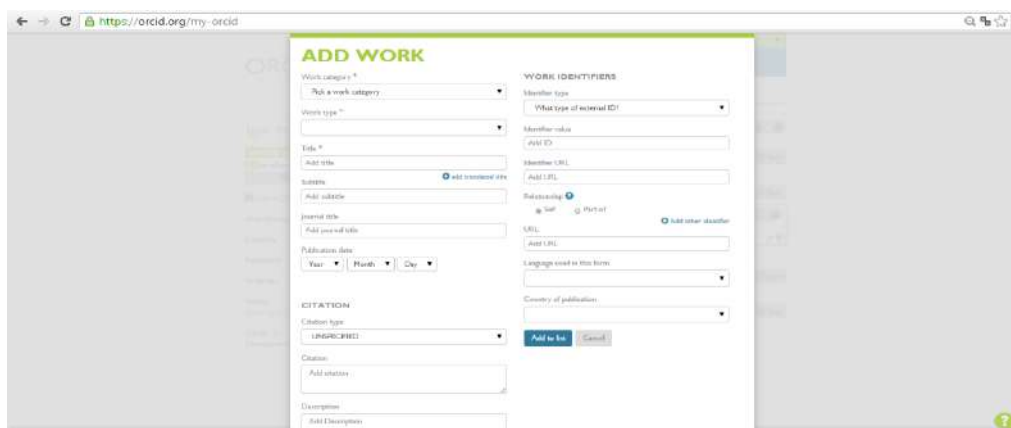 https://orcid.org/my-orcid
ADD WORK
Work category *
Pick a work category
Work type *
Title *
Add title
add translated title
Subtitle
Add subtitle
Journal title
Add journal title
Publication date
Year Month Day
CITATION
Citation type
UNSPECIFIED
Citation
Add citation
Description
Add Description
WORK IDENTIFIERS
Identifier type
What type of external ID?
Identifier value
Add ID
Identifier URL
Add URL
Relationship
Self Part of
Add other identifier
URL
Add URL
Language used in this form
Country of publication
Add to list Cancel